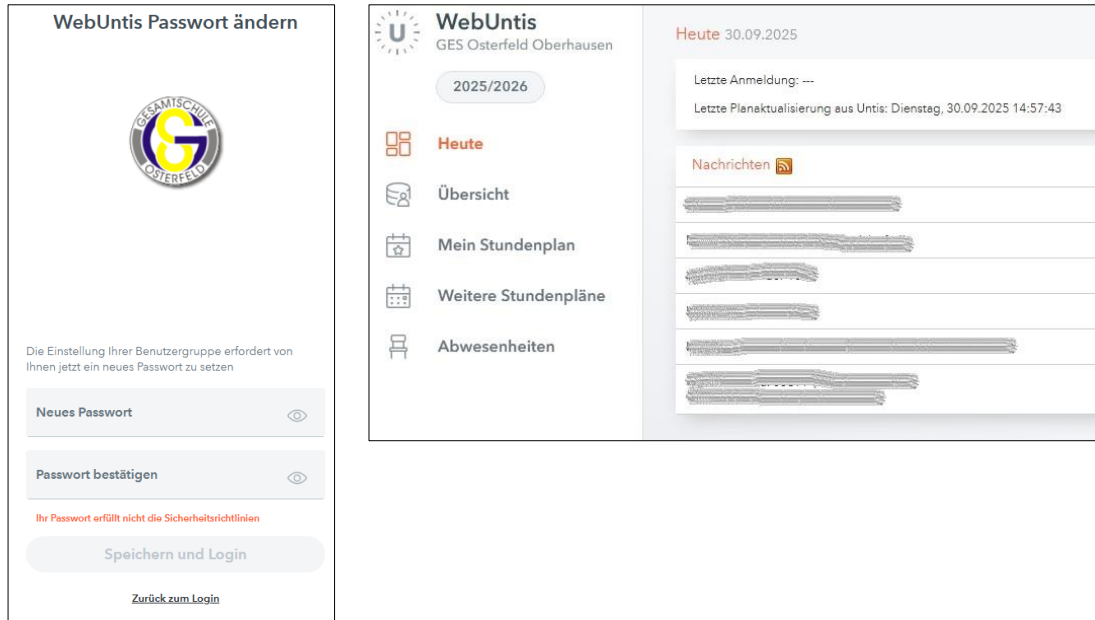 WebUntis Passwort ändern
GESAMTSCHULE
OSTERFELD
Die Einstellung Ihrer Benutzergruppe erfordert von
Ihnen jetzt ein neues Passwort zu setzen
Neues Passwort
Passwort bestätigen
Ihr Passwort erfüllt nicht die Sicherheitsrichtlinien
Speichern und Login
Zurück zum Login
U
WebUntis
GES Osterfeld Oberhausen
2025/2026
Heute
Übersicht
Mein Stundenplan
Weitere Stundenpläne
Abwesenheiten
Heute 30.09.2025
Letzte Anmeldung: ---
Letzte Planaktualisierung aus Untis: Dienstag, 30.09.2025 14:57:43
Nachrichten